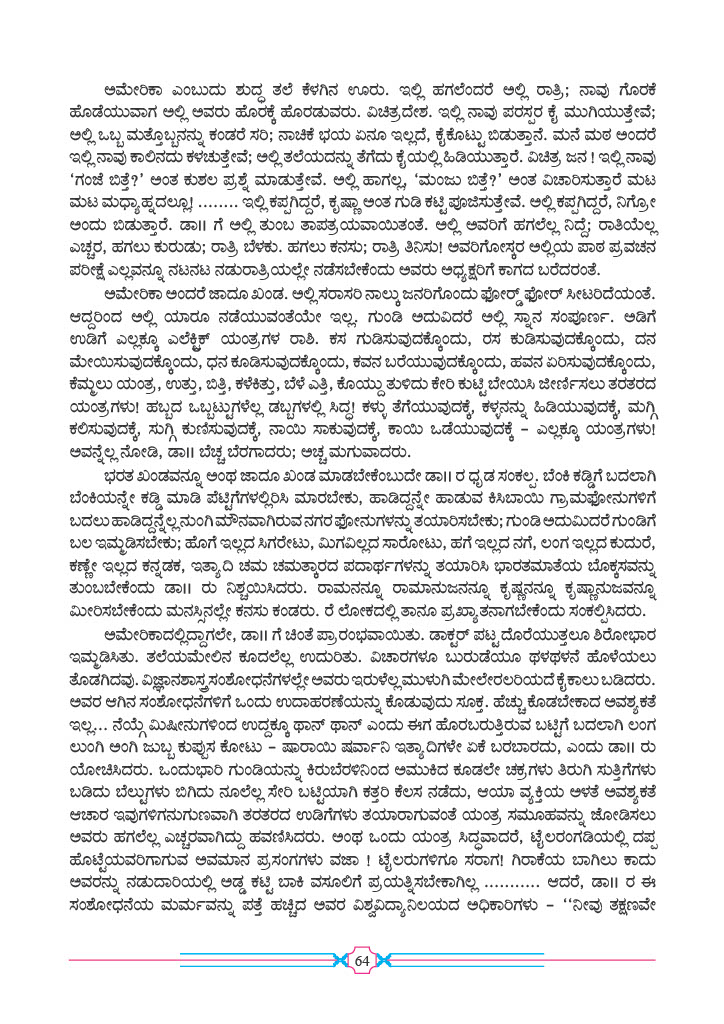 ಅಮೇರಿಕಾ ಎಂಬುದು ಶುದ್ಧ ತಲೆ ಕೆಳಗಿನ ಊರು. ಇಲ್ಲಿ ಹಗಲೆಂದರೆ ಅಲ್ಲಿ ರಾತ್ರಿ; ನಾವು ಗೊರಕೆ
ಹೊಡೆಯುವಾಗ ಅಲ್ಲಿ ಅವರು ಹೊರಕ್ಕೆ ಹೊರಡುವರು. ವಿಚಿತ್ರದೇಶ. ಇಲ್ಲಿ ನಾವು ಪರಸ್ಪರ ಕೈ ಮುಗಿಯುತ್ತೇವೆ;
ಅಲ್ಲಿ ಒಬ್ಬ ಮತ್ತೊಬ್ಬನನ್ನು ಕಂಡರೆ ಸರಿ; ನಾಚಿಕೆ ಭಯ ಏನೂ ಇಲ್ಲದೆ, ಕೈಕೊಟ್ಟು ಬಿಡುತ್ತಾನೆ. ಮನೆ ಮಠ ಅಂದರೆ
ಇಲ್ಲಿ ನಾವು ಕಾಲಿನದು ಕಳಚುತ್ತೇವೆ; ಅಲ್ಲಿ ತಲೆಯದನ್ನು ತೆಗೆದು ಕೈಯಲ್ಲಿ ಹಿಡಿಯುತ್ತಾರೆ. ವಿಚಿತ್ರ ಜನ ! ಇಲ್ಲಿ ನಾವು
‘ಗಂಜಿ ಬಿತ್ತೆ?’ ಅಂತ ಕುಶಲ ಪ್ರಶ್ನೆ ಮಾಡುತ್ತೇವೆ. ಅಲ್ಲಿ ಹಾಗಲ್ಲ, ‘ಮಂಜು ಬಿತ್ತೆ?’ ಅಂತ ವಿಚಾರಿಸುತ್ತಾರೆ ಮಟ
ಮಟ ಮಧ್ಯಾಹ್ನದಲ್ಲೂ! ........ ಇಲ್ಲಿ ಕಪ್ಪಗಿದ್ದರೆ, ಕೃಷ್ಣಾ ಅಂತ ಗುಡಿ ಕಟ್ಟಿ ಪೂಜಿಸುತ್ತೇವೆ. ಅಲ್ಲಿ ಕಪ್ಪಗಿದ್ದರೆ, ನಿಗ್ರೋ
ಅಂದು ಬಿಡುತ್ತಾರೆ. ಡಾ॥ ಗೆ ಅಲ್ಲಿ ತುಂಬ ತಾಪತ್ರಯವಾಯಿತಂತೆ. ಅಲ್ಲಿ ಅವರಿಗೆ ಹಗಲೆಲ್ಲ ನಿದ್ದೆ; ರಾತಿಯೆಲ್ಲ
ಎಚ್ಚರ, ಹಗಲು ಕುರುಡು; ರಾತ್ರಿ ಬೆಳಕು. ಹಗಲು ಕನಸು; ರಾತ್ರಿ ತಿನಿಸು! ಅವರಿಗೋಸ್ಕರ ಅಲ್ಲಿಯ ಪಾಠ ಪ್ರವಚನ
ಪರೀಕ್ಷೆ ಎಲ್ಲವನ್ನೂ ನಟನಟ ನಡುರಾತ್ರಿಯಲ್ಲೇ ನಡೆಸಬೇಕೆಂದು ಅವರು ಅಧ್ಯಕ್ಷರಿಗೆ ಕಾಗದ ಬರೆದರಂತೆ.
ಅಮೇರಿಕಾ ಅಂದರೆ ಜಾದೂ ಖಂಡ. ಅಲ್ಲಿ ಸರಾಸರಿ ನಾಲ್ಕು ಜನರಿಗೊಂದು ಫೋರ್ಡ್ ಫೋರ್ ಸೀಟರಿದೆಯಂತೆ.
ಆದ್ದರಿಂದ ಅಲ್ಲಿ ಯಾರೂ ನಡೆಯುವಂತೆಯೇ ಇಲ್ಲ. ಗುಂಡಿ ಅದುವಿದರೆ ಅಲ್ಲಿ ಸ್ನಾನ ಸಂಪೂರ್ಣ. ಅಡಿಗೆ
ಉಡಿಗೆ ಎಲ್ಲಕ್ಕೂ ಎಲೆಕ್ಟ್ರಿಕ್ ಯಂತ್ರಗಳ ರಾಶಿ. ಕಸ ಗುಡಿಸುವುದಕ್ಕೊಂದು, ರಸ ಕುಡಿಸುವುದಕ್ಕೊಂದು, ದನ
ಮೇಯಿಸುವುದಕ್ಕೊಂದು, ಧನ ಕೂಡಿಸುವುದಕ್ಕೊಂದು, ಕವನ ಬರೆಯುವುದಕ್ಕೊಂದು, ಹವನ ಏರಿಸುವುದಕ್ಕೊಂದು,
ಕೆಮ್ಮಲು ಯಂತ್ರ, ಉತ್ತು, ಬಿತ್ತಿ, ಕಳೆಕಿತ್ತು, ಬೆಳೆ ಎತ್ತಿ, ಕೊಯ್ದು ತುಳಿದು ಕೇರಿ ಕುಟ್ಟಿ ಬೇಯಿಸಿ ಜೀರ್ಣಿಸಲು ತರತರದ
ಯಂತ್ರಗಳು! ಹಬ್ಬದ ಒಬ್ಬಟ್ಟುಗಳೆಲ್ಲ ಡಬ್ಬಗಳಲ್ಲಿ ಸಿದ್ಧ! ಕಳ್ಳು ತೆಗೆಯುವುದಕ್ಕೆ, ಕಳ್ಳನನ್ನು ಹಿಡಿಯುವುದಕ್ಕೆ, ಮಗ್ಗಿ
ಕಲಿಸುವುದಕ್ಕೆ, ಸುಗ್ಗಿ ಕುಣಿಸುವುದಕ್ಕೆ, ನಾಯಿ ಸಾಕುವುದಕ್ಕೆ, ಕಾಯಿ ಒಡೆಯುವುದಕ್ಕೆ – ಎಲ್ಲಕ್ಕೂ ಯಂತ್ರಗಳು!
ಅವನ್ನೆಲ್ಲ ನೋಡಿ, ಡಾ॥ ಬೆಚ್ಚ ಬೆರಗಾದರು; ಅಚ್ಚ ಮಗುವಾದರು.
ಭರತ ಖಂಡವನ್ನೂ ಅಂಥ ಜಾದೂ ಖಂಡ ಮಾಡಬೇಕೆಂಬುದೇ ಡಾ॥ ರ ಧೃಡ ಸಂಕಲ್ಪ. ಬೆಂಕಿ ಕಡ್ಡಿಗೆ ಬದಲಾಗಿ
ಬೆಂಕಿಯನ್ನೇ ಕಡ್ಡಿ ಮಾಡಿ ಪೆಟ್ಟಿಗೆಗಳಲ್ಲಿರಿಸಿ ಮಾರಬೇಕು, ಹಾಡಿದ್ದನ್ನೇ ಹಾಡುವ ಕಿಸಿಬಾಯಿ ಗ್ರಾಮಫೋನುಗಳಿಗೆ
ಬದಲು ಹಾಡಿದ್ದನ್ನೆಲ್ಲ ನುಂಗಿ ಮೌನವಾಗಿರುವ ನಗರ ಫೋನುಗಳನ್ನು ತಯಾರಿಸಬೇಕು; ಗುಂಡಿ ಅದುಮಿದರೆ ಗುಂಡಿಗೆ
ಬಲ ಇಮ್ಮಡಿಸಬೇಕು; ಹೊಗೆ ಇಲ್ಲದ ಸಿಗರೇಟು, ಮಿಗವಿಲ್ಲದ ಸಾರೋಟು, ಹಗೆ ಇಲ್ಲದ ನಗೆ, ಲಂಗ ಇಲ್ಲದ ಕುದುರೆ,
ಕಣ್ಣೇ ಇಲ್ಲದ ಕನ್ನಡಕ, ಇತ್ಯಾದಿ ಚಮ ಚಮತ್ಕಾರದ ಪದಾರ್ಥಗಳನ್ನು ತಯಾರಿಸಿ ಭಾರತಮಾತೆಯ ಬೊಕ್ಕಸವನ್ನು
ತುಂಬಬೇಕೆಂದು ಡಾ॥ ರು ನಿಶ್ಚಯಿಸಿದರು. ರಾಮನನ್ನೂ ರಾಮಾನುಜನನ್ನೂ ಕೃಷ್ಣನನ್ನೂ ಕೃಷ್ಣಾನುಜವನ್ನೂ
ಮೀರಿಸಬೇಕೆಂದು ಮನಸ್ಸಿನಲ್ಲೇ ಕನಸು ಕಂಡರು. ರೆ ಲೋಕದಲ್ಲಿ ತಾನೂ ಪ್ರಖ್ಯಾತನಾಗಬೇಕೆಂದು ಸಂಕಲ್ಪಿಸಿದರು.
ಅಮೇರಿಕಾದಲ್ಲಿದ್ದಾಗಲೇ, ಡಾ॥ ಗೆ ಚಿಂತೆ ಪ್ರಾರಂಭವಾಯಿತು. ಡಾಕ್ಟರ್ ಪಟ್ಟ ದೊರೆಯುತ್ತಲೂ ಶಿರೋಭಾರ
ಇಮ್ಮಡಿಸಿತು. ತಲೆಯಮೇಲಿನ ಕೂದಲೆಲ್ಲ ಉದುರಿತು. ವಿಚಾರಗಳೂ ಬುರುಡೆಯೂ ಥಳಥಳನೆ ಹೊಳೆಯಲು
ತೊಡಗಿದವು. ವಿಜ್ಞಾನಶಾಸ್ತ್ರಸಂಶೋಧನೆಗಳಲ್ಲೇ ಅವರು ಇರುಳೆಲ್ಲ ಮುಳುಗಿ ಮೇಲೇರಲರಿಯದೆ ಕೈಕಾಲು ಬಡಿದರು.
ಅವರ ಆಗಿನ ಸಂಶೋಧನೆಗಳಿಗೆ ಒಂದು ಉದಾಹರಣೆಯನ್ನು ಕೊಡುವುದು ಸೂಕ್ತ. ಹೆಚ್ಚು ಕೊಡಬೇಕಾದ ಅವಶ್ಯಕತೆ
ಇಲ್ಲ... ನೆಯ್ಗೆ ಮಿಷೀನುಗಳಿಂದ ಉದ್ದಕ್ಕೂ ಥಾನ್ ಥಾನ್ ಎಂದು ಈಗ ಹೊರಬರುತ್ತಿರುವ ಬಟ್ಟಿಗೆ ಬದಲಾಗಿ ಲಂಗ
ಲುಂಗಿ ಅಂಗಿ ಜುಬ್ಬ ಕುಪ್ಪುಸ ಕೋಟು – ಷಾರಾಯಿ ಷರ್ವಾನಿ ಇತ್ಯಾದಿಗಳೇ ಏಕೆ ಬರಬಾರದು, ಎಂದು ಡಾ॥ ರು
ಯೋಚಿಸಿದರು. ಒಂದುಭಾರಿ ಗುಂಡಿಯನ್ನು ಕಿರುಬೆರಳಿನಿಂದ ಅಮುಕಿದ ಕೂಡಲೇ ಚಕ್ರಗಳು ತಿರುಗಿ ಸುತ್ತಿಗೆಗಳು
ಬಡಿದು ಬೆಲ್ಟುಗಳು ಬಿಗಿದು ನೂಲೆಲ್ಲ ಸೇರಿ ಬಟ್ಟಿಯಾಗಿ ಕತ್ತರಿ ಕೆಲಸ ನಡೆದು, ಆಯಾ ವ್ಯಕ್ತಿಯ ಅಳತೆ ಅವಶ್ಯಕತೆ
ಆಚಾರ ಇವುಗಳಿಗನುಗುಣವಾಗಿ ತರತರದ ಉಡಿಗೆಗಳು ತಯಾರಾಗುವಂತೆ ಯಂತ್ರ ಸಮೂಹವನ್ನು ಜೋಡಿಸಲು
ಅವರು ಹಗಲೆಲ್ಲ ಎಚ್ಚರವಾಗಿದ್ದು ಹವಣಿಸಿದರು. ಅಂಥ ಒಂದು ಯಂತ್ರ ಸಿದ್ಧವಾದರೆ, ಟೈಲರಂಗಡಿಯಲ್ಲಿ ದಪ್ಪ
ಹೊಟ್ಟೆಯವರಿಗಾಗುವ ಅವಮಾನ ಪ್ರಸಂಗಗಳು ವಜಾ ! ಟೈಲರುಗಳಿಗೂ ಸರಾಗ! ಗಿರಾಕೆಯ ಬಾಗಿಲು ಕಾದು
ಅವರನ್ನು ನಡುದಾರಿಯಲ್ಲಿ ಅಡ್ಡ ಕಟ್ಟಿ ಬಾಕಿ ವಸೂಲಿಗೆ ಪ್ರಯತ್ನಿಸಬೇಕಾಗಿಲ್ಲ ........... ಆದರೆ, ಡಾ॥ ರ ಈ
ಸಂಶೋಧನೆಯ ಮರ್ಮವನ್ನು ಪತ್ತೆ ಹಚ್ಚಿದ ಅವರ ವಿಶ್ವವಿದ್ಯಾನಿಲಯದ ಅಧಿಕಾರಿಗಳು – ‘‘ನೀವು ತಕ್ಷಣವೇ
64